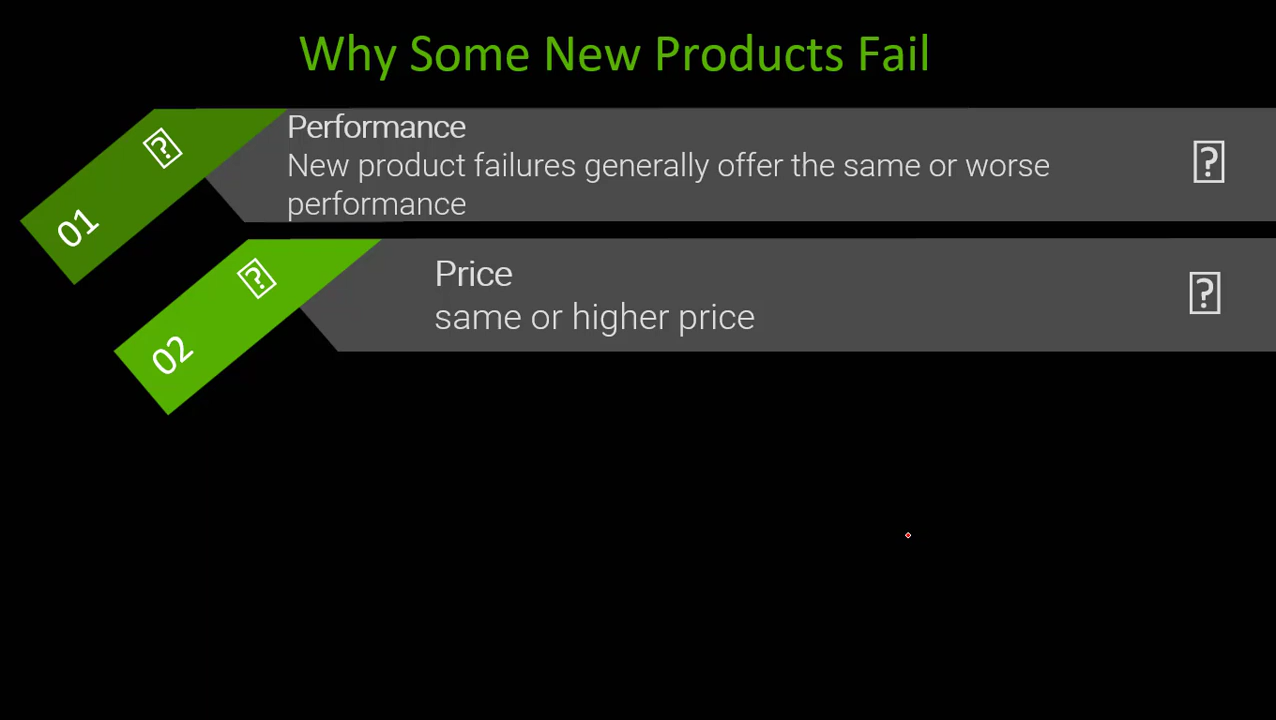 Why Some New Products Fail
Performance
New product failures generally offer the same or worse
performance
01
Price
same or higher price
02